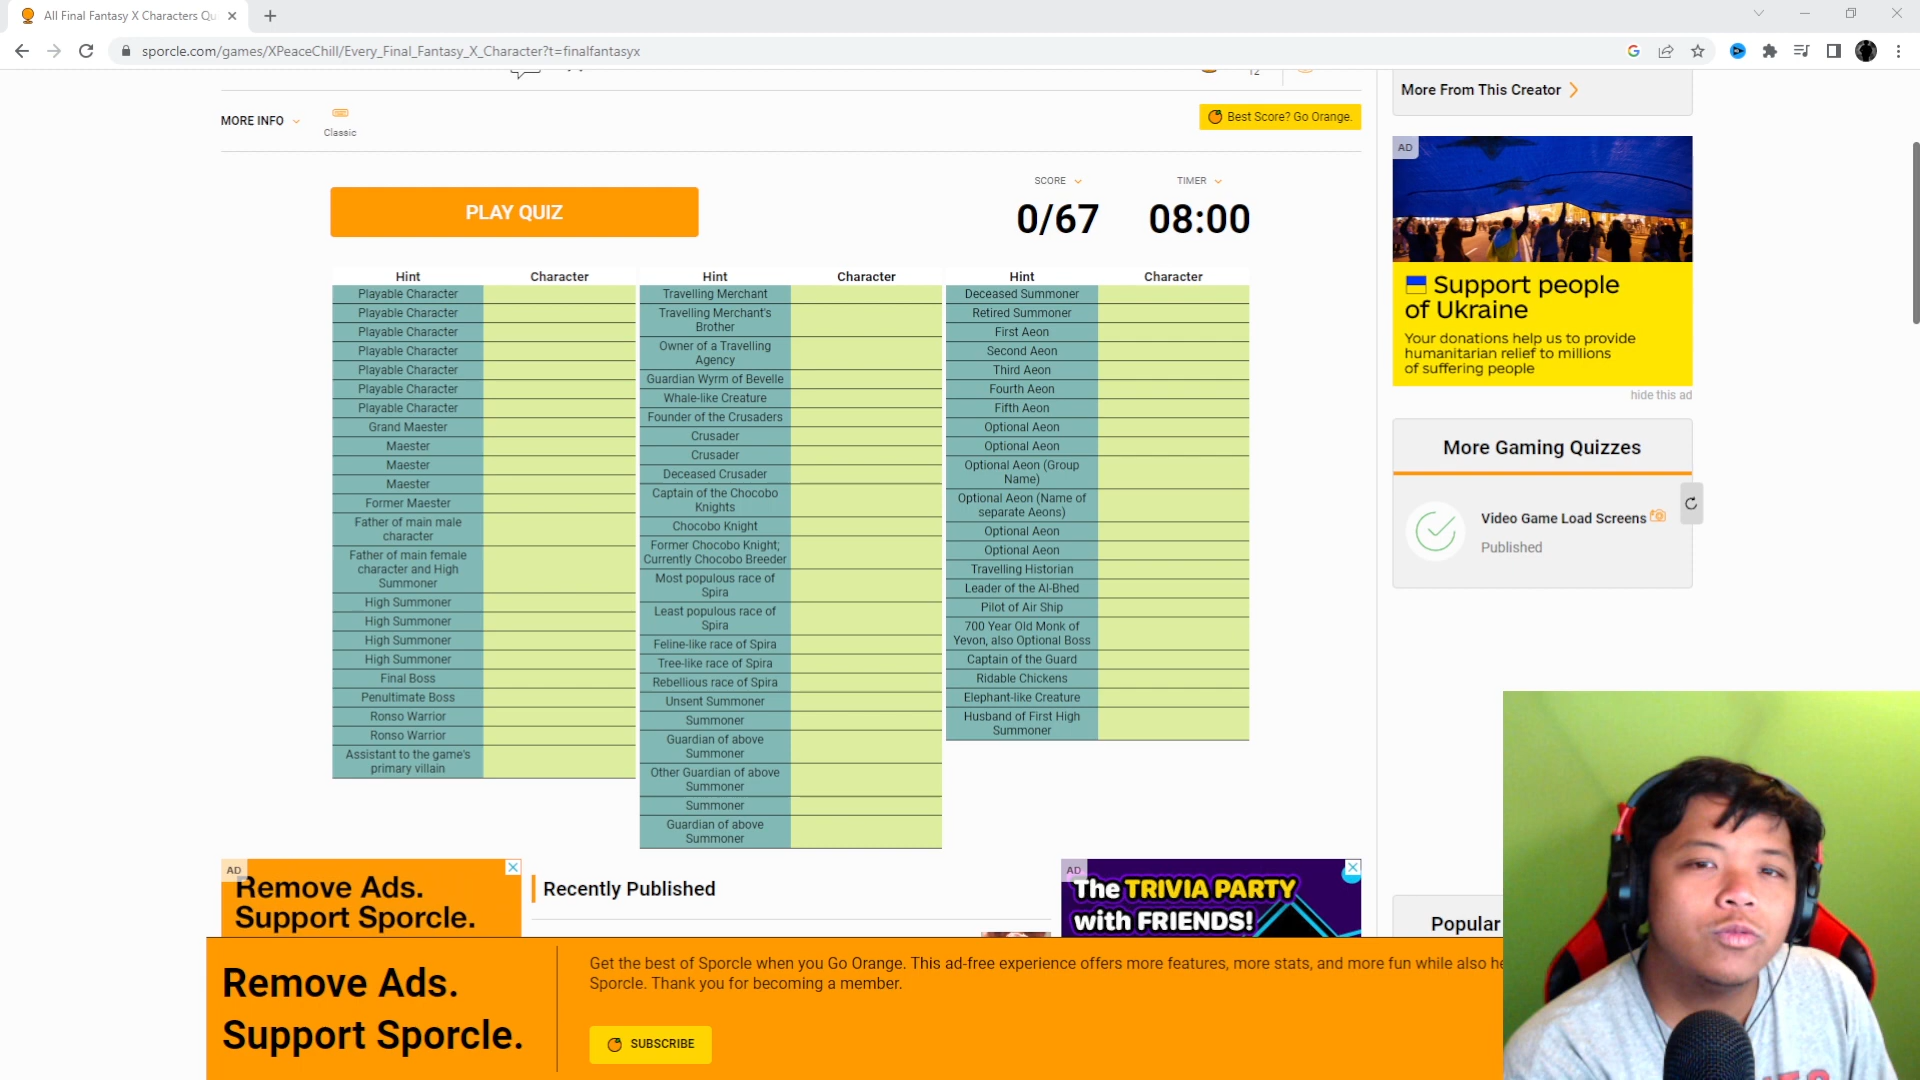 All Final Fantasy X Characters Qu
sporcle.com/games/XPeaceChill/Every_Final_Fantasy_X_Character?t=finalfantasyx
12
MORE INFO
Classic
Best Score? Go Orange.
PLAY QUIZ
SCORE
0/67
TIMER
08:00
Hint Character
Playable Character
Playable Character
Playable Character
Playable Character
Playable Character
Playable Character
Playable Character
Grand Maester
Maester
Maester
Maester
Former Maester
Father of main male
character
Father of main female
character and High
Summoner
High Summoner
High Summoner
High Summoner
High Summoner
Final Boss
Penultimate Boss
Ronso Warrior
Ronso Warrior
Assistant to the game's
primary villain
Hint Character
Travelling Merchant
Travelling Merchant's
Brother
Owner of a Travelling
Agency
Guardian Wyrm of Bevelle
Whale-like Creature
Founder of the Crusaders
Crusader
Crusader
Deceased Crusader
Captain of the Chocobo
Knights
Chocobo Knight
Former Chocobo Knight;
Currently Chocobo Breeder
Most populous race of
Spira
Least populous race of
Spira
Feline-like race of Spira
Tree-like race of Spira
Rebellious race of Spira
Unsent Summoner
Summoner
Guardian of above
Summoner
Other Guardian of above
Summoner
Summoner
Guardian of above
Summoner
Hint Character
Deceased Summoner
Retired Summoner
First Aeon
Second Aeon
Third Aeon
Fourth Aeon
Fifth Aeon
Optional Aeon
Optional Aeon
Optional Aeon (Group
Name)
Optional Aeon (Name of
separate Aeons)
Optional Aeon
Optional Aeon
Travelling Historian
Leader of the Al-Bhed
Pilot of Air Ship
700 Year Old Monk of
Yevon, also Optional Boss
Captain of the Guard
Ridable Chickens
Elephant-like Creature
Husband of First High
Summoner
More From This Creator
AD
Support people
of Ukraine
Your donations help us to provide
humanitarian relief to millions
of suffering people
hide this ad
More Gaming Quizzes
Video Game Load Screens
Published
Popular
AD
Remove Ads.
Support Sporcle.
Recently Published
AD
The TRIVIA PARTY
with FRIENDS!
Remove Ads.
Support Sporcle.
Get the best of Sporcle when you Go Orange. This ad-free experience offers more features, more stats, and more fun while also he
Sporcle. Thank you for becoming a member.
SUBSCRIBE